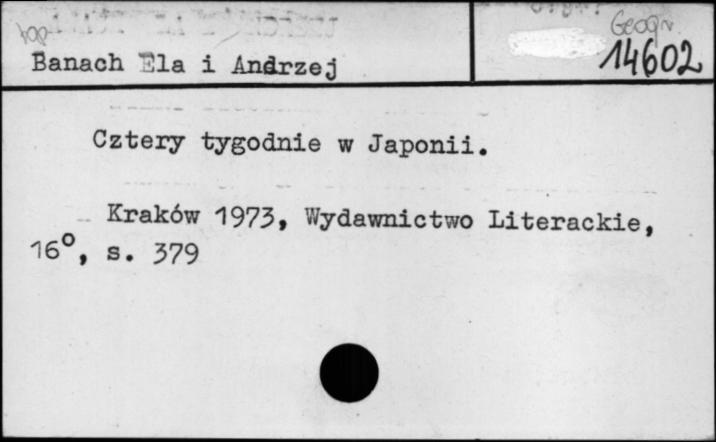 Geogr.
14602
Banach Ela i Andrzej
Cztery tygodnie w Japonii.
Kraków 1973, Wydawnictwo Literackie,
16°, s. 379